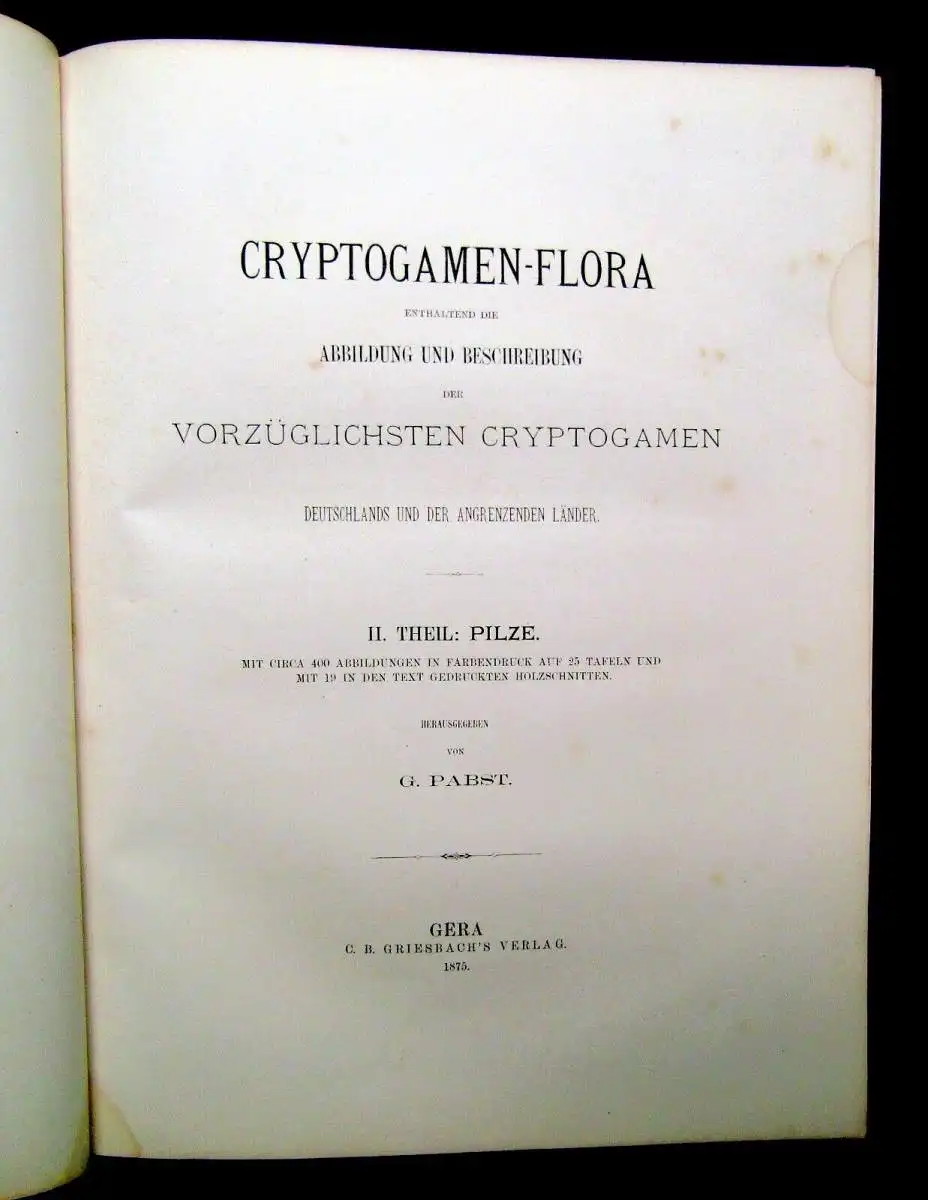 CRYPTOGAMEN-FLORA
ENTHALTEND DIE
ABBILDUNG UND BESCHREIBUNG
DER
VORZÜGLICHSTEN CRYPTOGAMEN
DEUTSCHLANDS UND DER ANGRENZENDEN LÄNDER.
II. THEIL: PILZE.
MIT CIRCA 400 ABBILDUNGEN IN FARBENDRUCK AUF 25 TAFELN UND
MIT 19 IN DEN TEXT GEDRUCKTEN HOLZSCHNITTEN.
HERAUSGEGEBEN
VON
G. PABST.
GERA
C. B. GRIESBACH'S VERLAG.
1875.